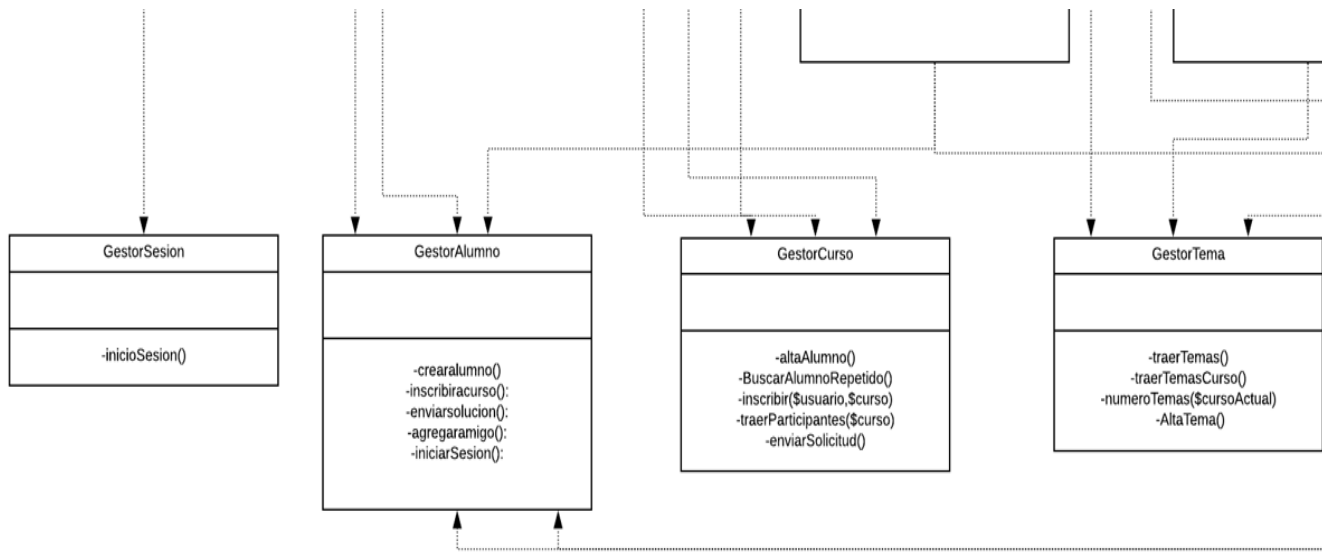 GestorSesion
-inicioSesion()
GestorAlumno
-crearalumno()
-inscribiracurso():
-enviarsolucion():
-agregaramigo():
-iniciarSesion():
GestorCurso
-altaAlumno()
-BuscarAlumnoRepetido()
-inscribir($usuario,$curso)
-traerParticipantes($curso)
-enviarSolicitud()
GestorTema
-traerTemas()
-traerTemasCurso()
-numeroTemas($cursoActual)
-AltaTema()